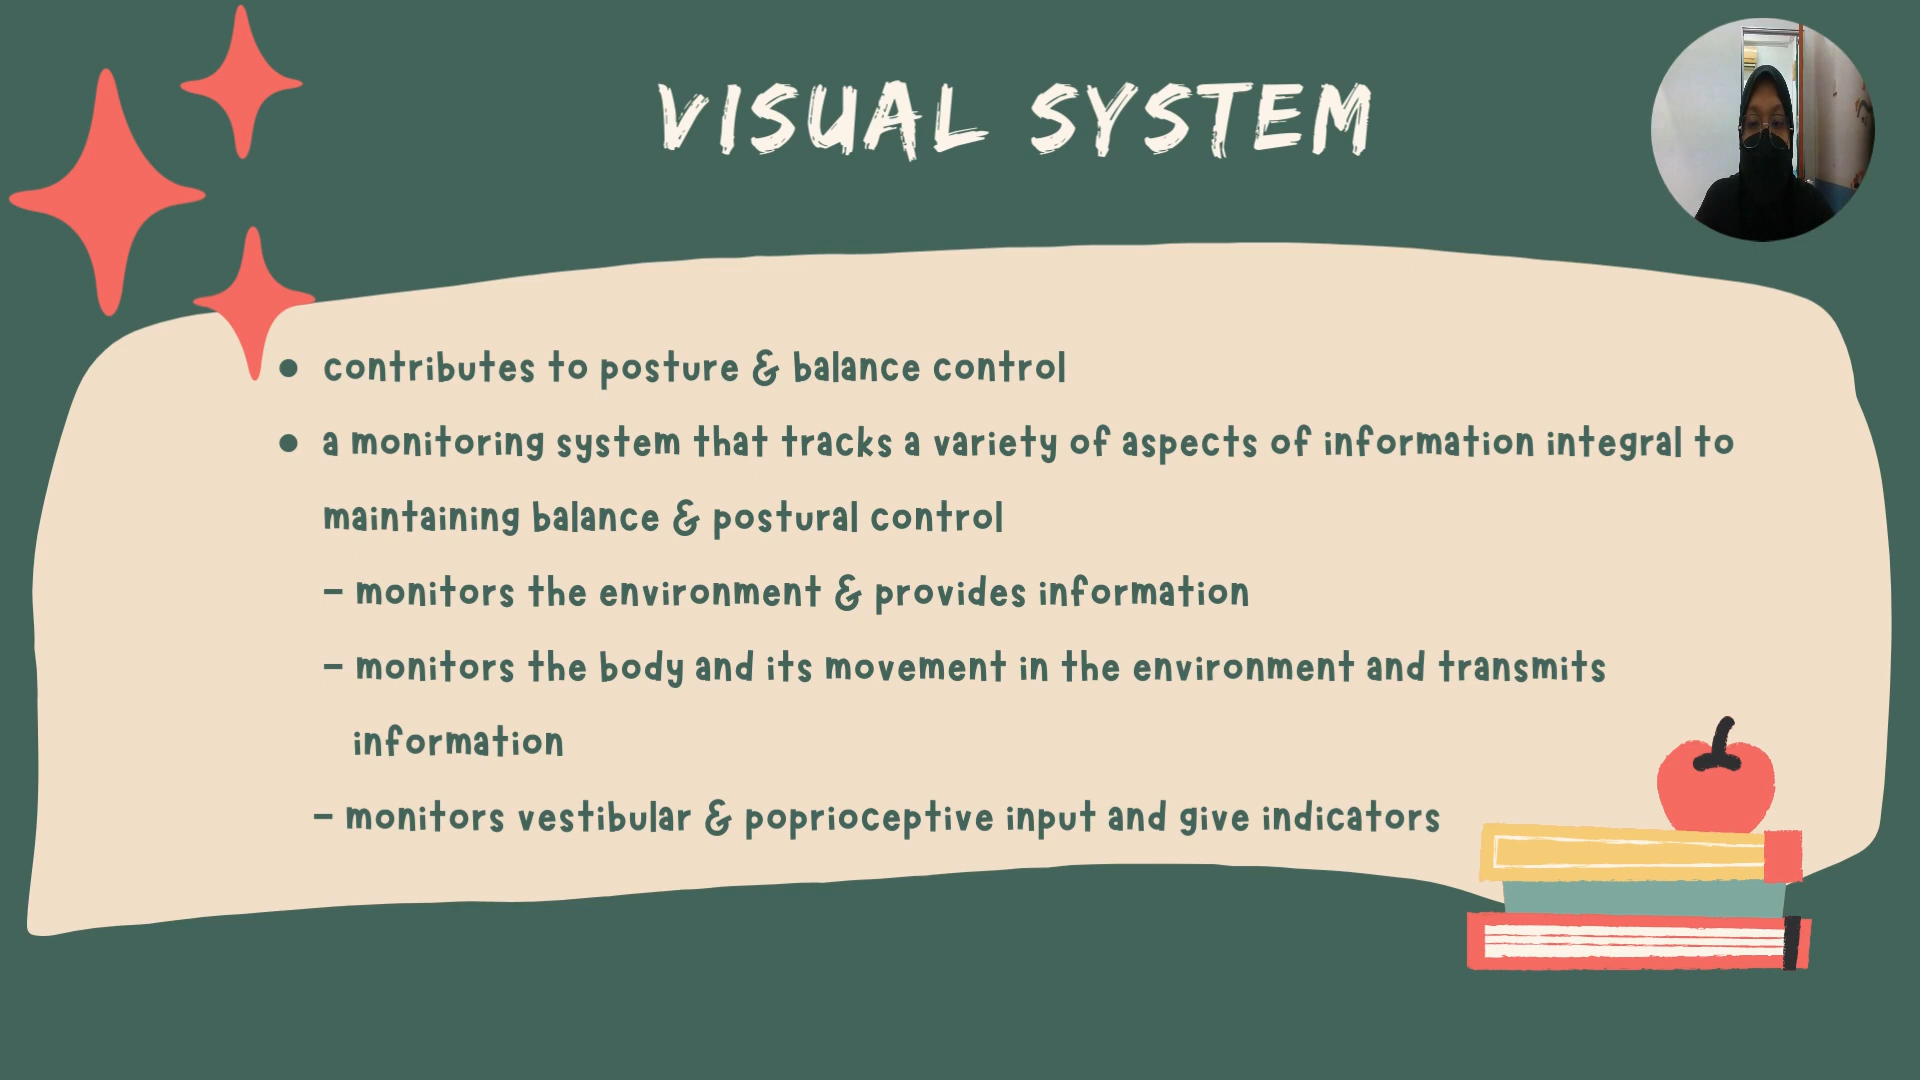 VISUAL SYSTEM
• contributes to posture & balance control
• a monitoring system that tracks a variety of aspects of information integral to
maintaining balance & postural control
- monitors the environment & provides information
- monitors the body and its movement in the environment and transmits
information
- monitors vestibular & poprioceptive input and give indicators